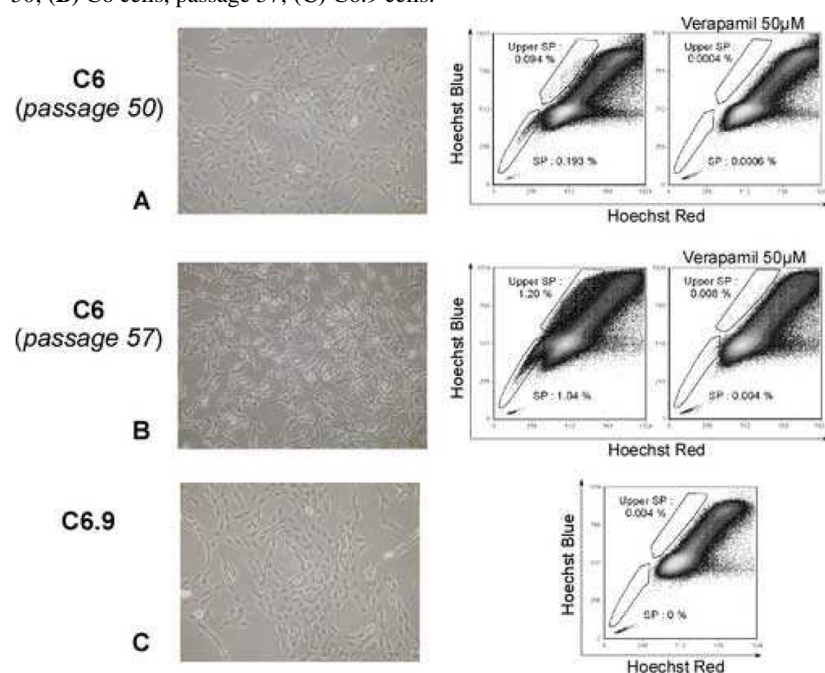 50; (B) C6 cells, passage 57; (C) C6.9 cells.
Verapamil 50µM
C6
(passage 50)
A
Hoechst Blue
Upper SP :
0.094 %
SP : 0.193 %
Upper SP :
0.0004 %
SP : 0.0006 %
Hoechst Red
Verapamil 50µM
C6
(passage 57)
B
Hoechst Blue
Upper SP :
1.20 %
SP : 1.04 %
Upper SP :
0.008 %
SP : 0.004 %
Hoechst Red
C6.9
C
Hoechst Blue
Upper SP :
0.004 %
SP : 0 %
Hoechst Red